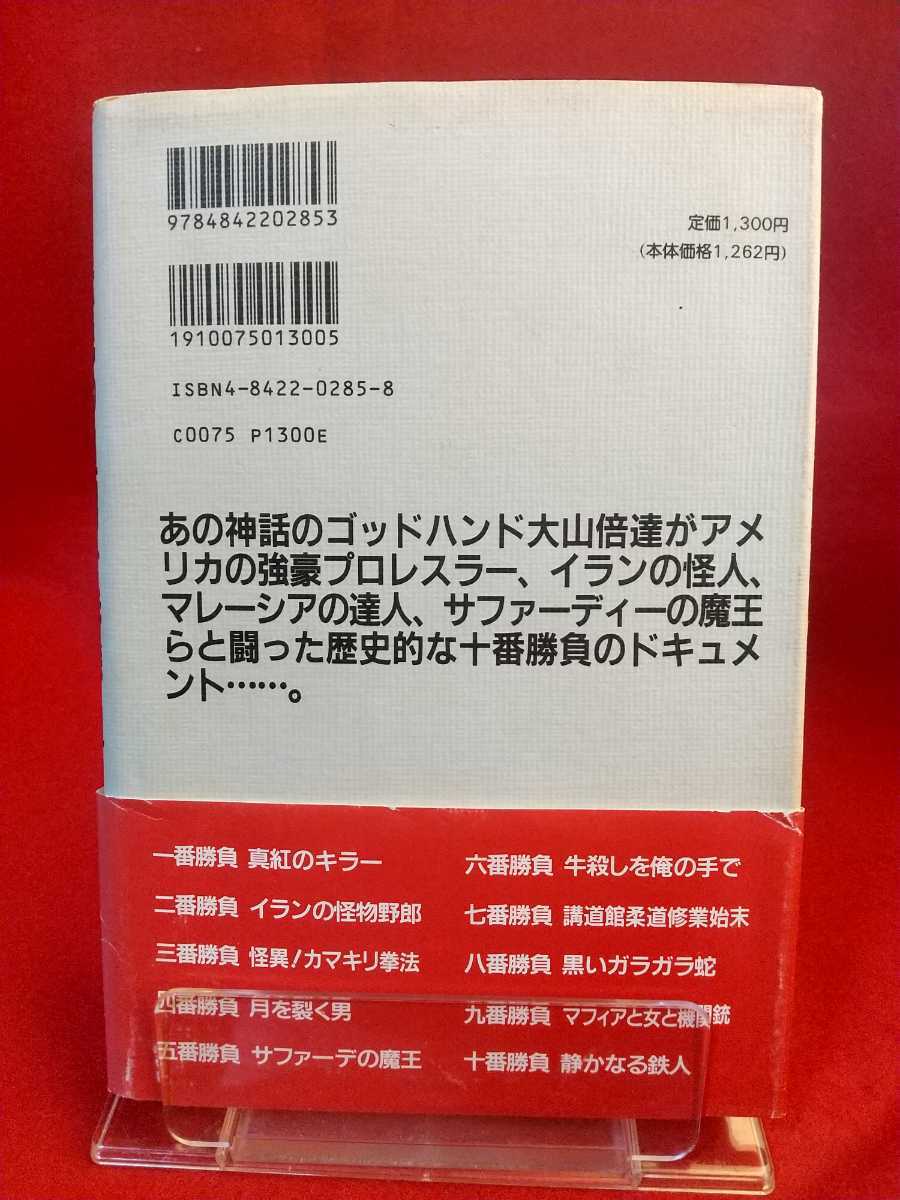 9784842202853
定価1,300円
(本体価格1,262円)
1910075013005
ISBN4-8422-0285-8
C0075 P1300E
あの神話のゴッドハンド大山倍達がアメ
リカの強豪プロレスラー、イランの怪人、
マレーシアの達人、サファーディーの魔王
らと闘った歴史的な十番勝負のドキュメ
ント……。
一番勝負 真紅のキラー
二番勝負 イランの怪物野郎
三番勝負 怪異!カマキリ拳法
四番勝負 月を裂く男
五番勝負 サファーデの魔王
六番勝負 牛殺しを俺の手で
七番勝負 講道館柔道修業始末
八番勝負 黒いガラガラ蛇
九番勝負 マフィアと女と機関銃
十番勝負 静かなる鉄人